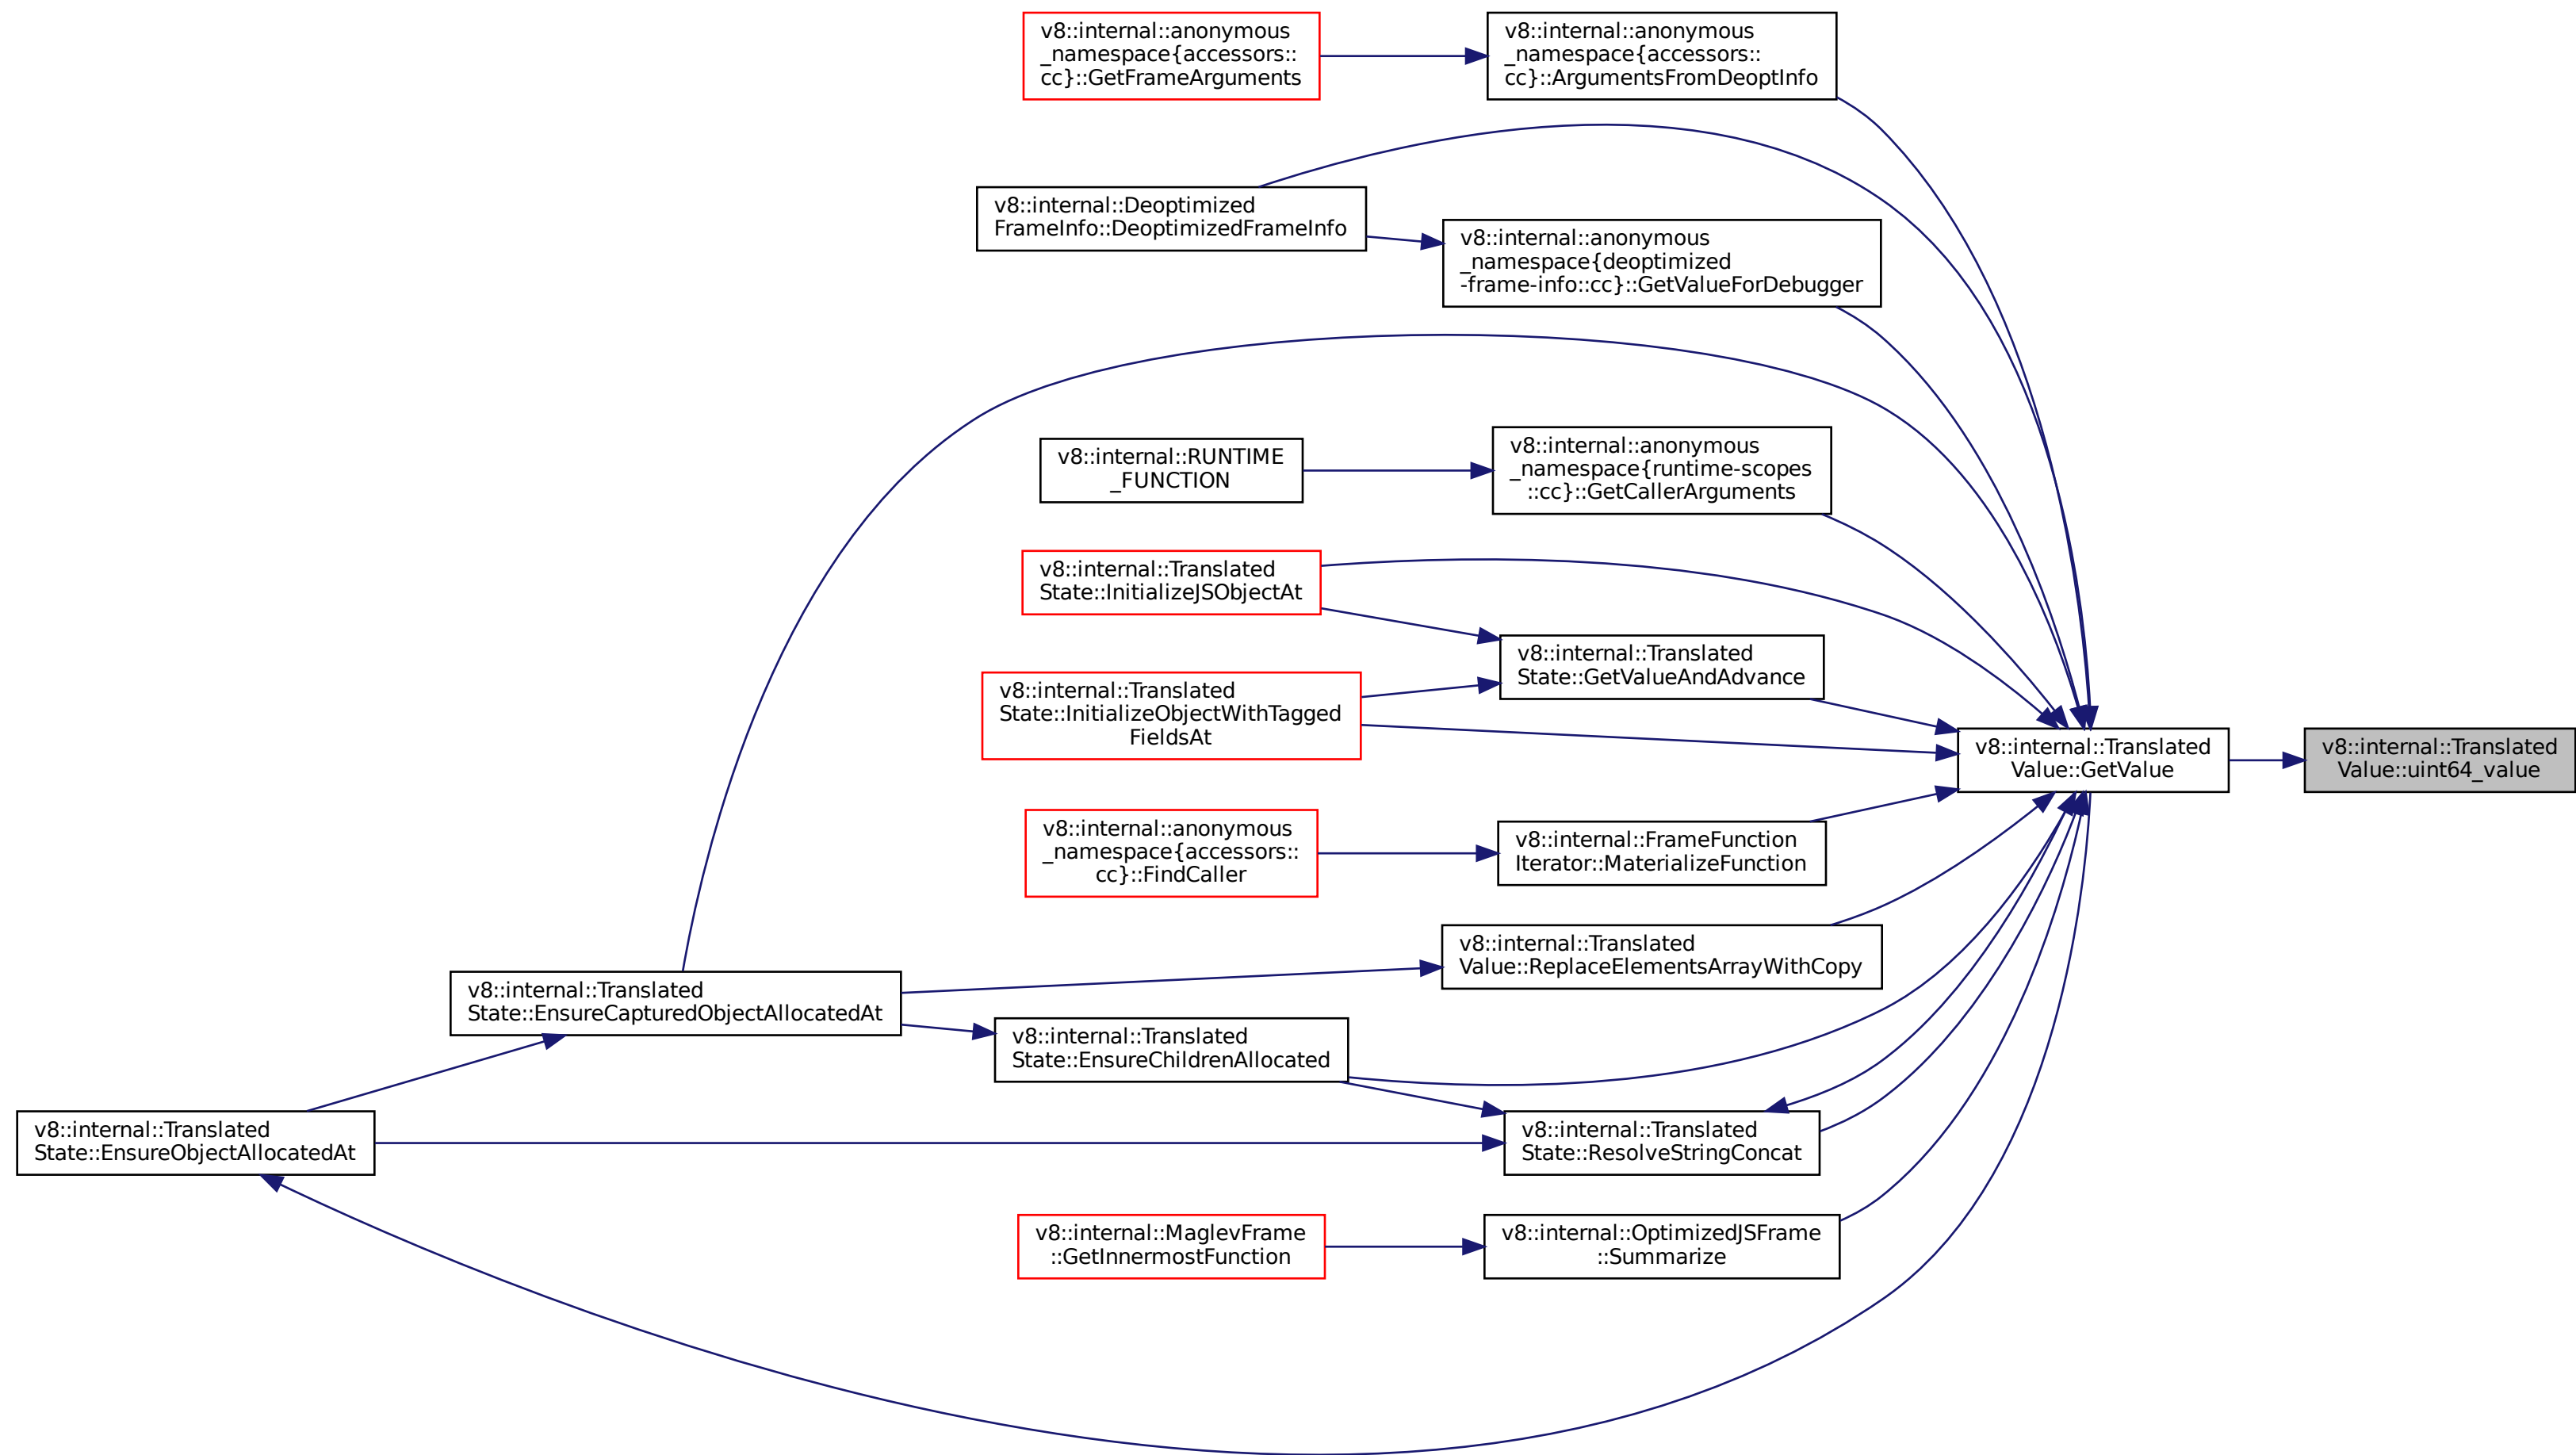 v8::internal::anonymous
_namespace{accessors::
cc}::GetFrameArguments
v8::internal::anonymous
_namespace{accessors::
cc}::ArgumentsFromDeoptInfo
v8::internal::Deoptimized
FrameInfo::DeoptimizedFrameInfo
v8::internal::anonymous
_namespace{deoptimized
-frame-info::cc}::GetValueForDebugger
v8::internal::RUNTIME
_FUNCTION
v8::internal::anonymous
_namespace{runtime-scopes
::cc}::GetCallerArguments
v8::internal::Translated
State::InitializeJSObjectAt
v8::internal::Translated
State::GetValueAndAdvance
v8::internal::Translated
State::InitializeObjectWithTagged
FieldsAt
v8::internal::Translated
Value::GetValue
v8::internal::Translated
Value::uint64_value
v8::internal::anonymous
_namespace{accessors::
cc}::FindCaller
v8::internal::FrameFunction
Iterator::MaterializeFunction
v8::internal::Translated
Value::ReplaceElementsArrayWithCopy
v8::internal::Translated
State::EnsureCapturedObjectAllocatedAt
v8::internal::Translated
State::EnsureChildrenAllocated
v8::internal::Translated
State::EnsureObjectAllocatedAt
v8::internal::Translated
State::ResolveStringConcat
v8::internal::MaglevFrame
::GetInnermostFunction
v8::internal::OptimizedJSFrame
::Summarize